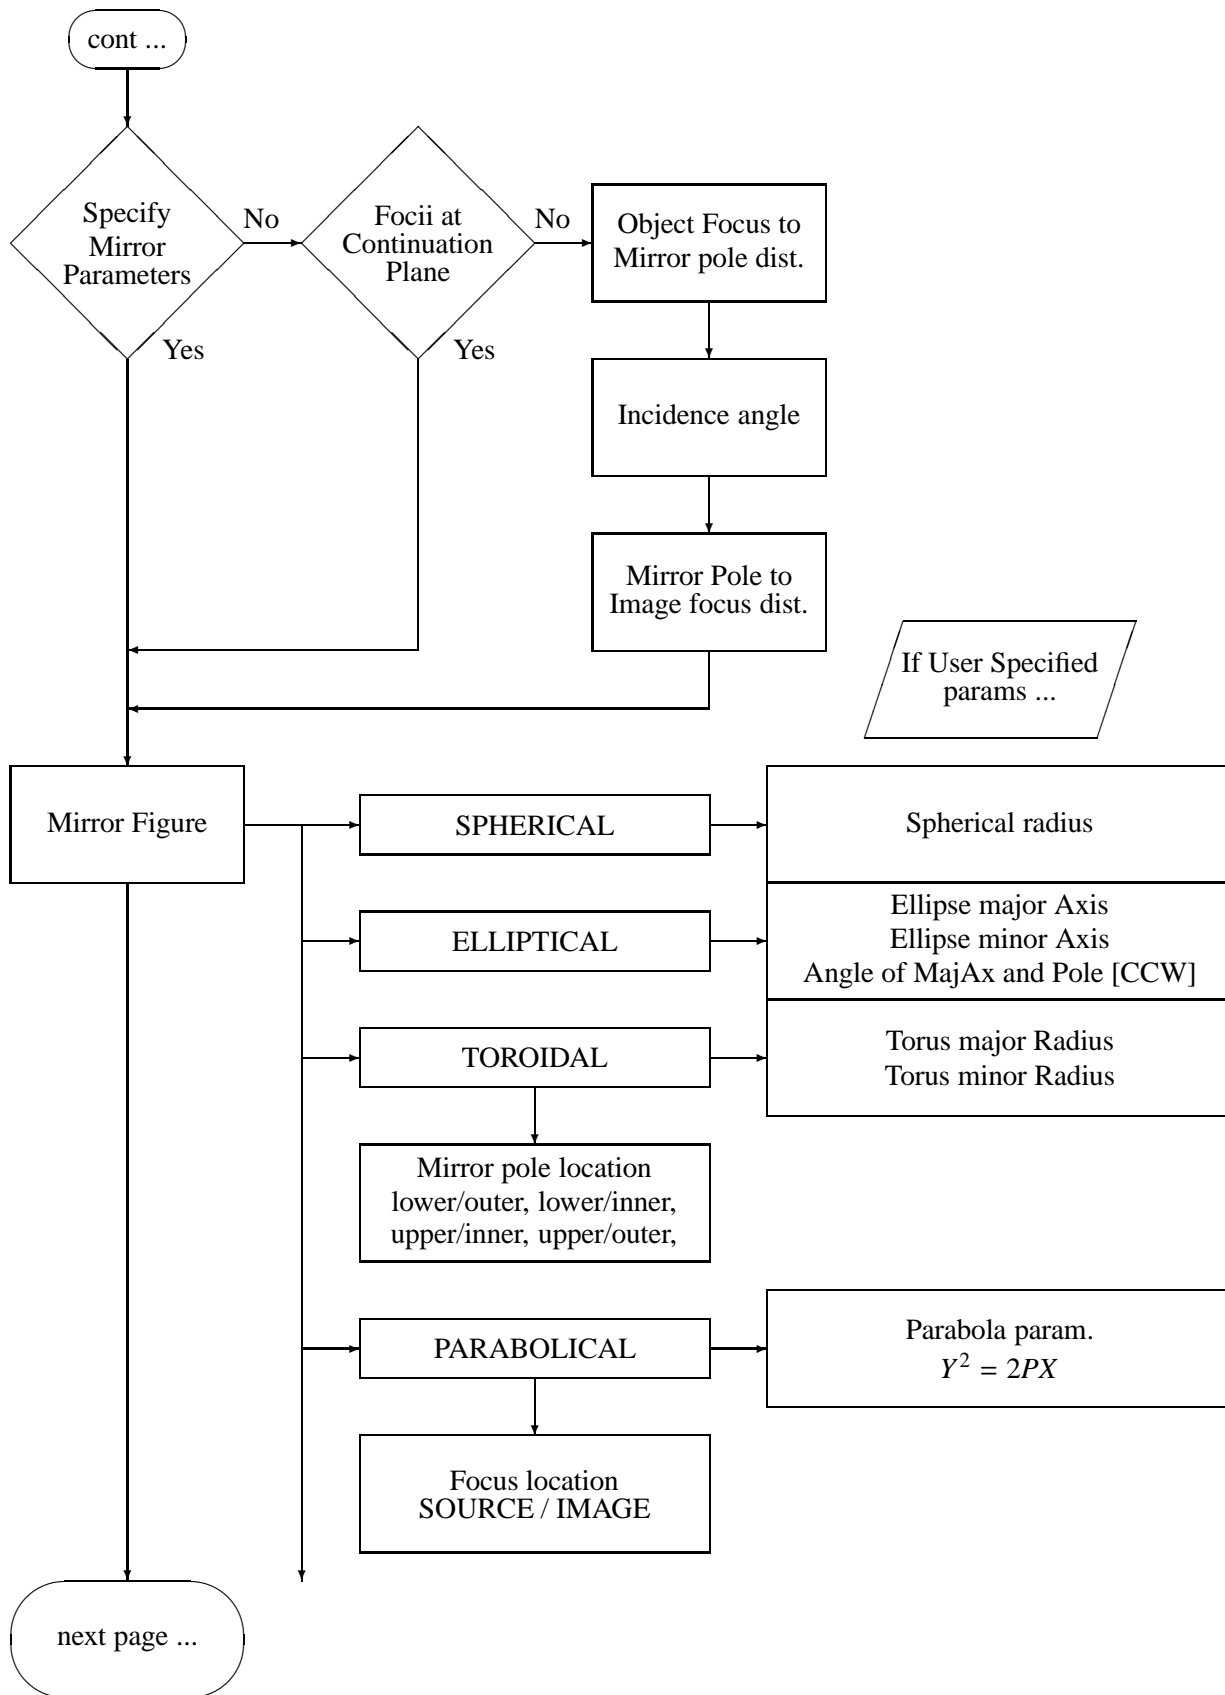 cont ...
Specify
Mirror
Parameters
No
Yes
Focii at
Continuation
Plane
No
Yes
Object Focus to
Mirror pole dist.
Incidence angle
Mirror Pole to
Image focus dist.
If User Specified
params ...
Mirror Figure
SPHERICAL
Spherical radius
ELLIPTICAL
Ellipse major Axis
Ellipse minor Axis
Angle of MajAx and Pole [CCW]
TOROIDAL
Torus major Radius
Torus minor Radius
Mirror pole location
lower/outer, lower/inner,
upper/inner, upper/outer,
PARABOLICAL
Parabola param.
Y² = 2PX
Focus location
SOURCE / IMAGE
next page ...